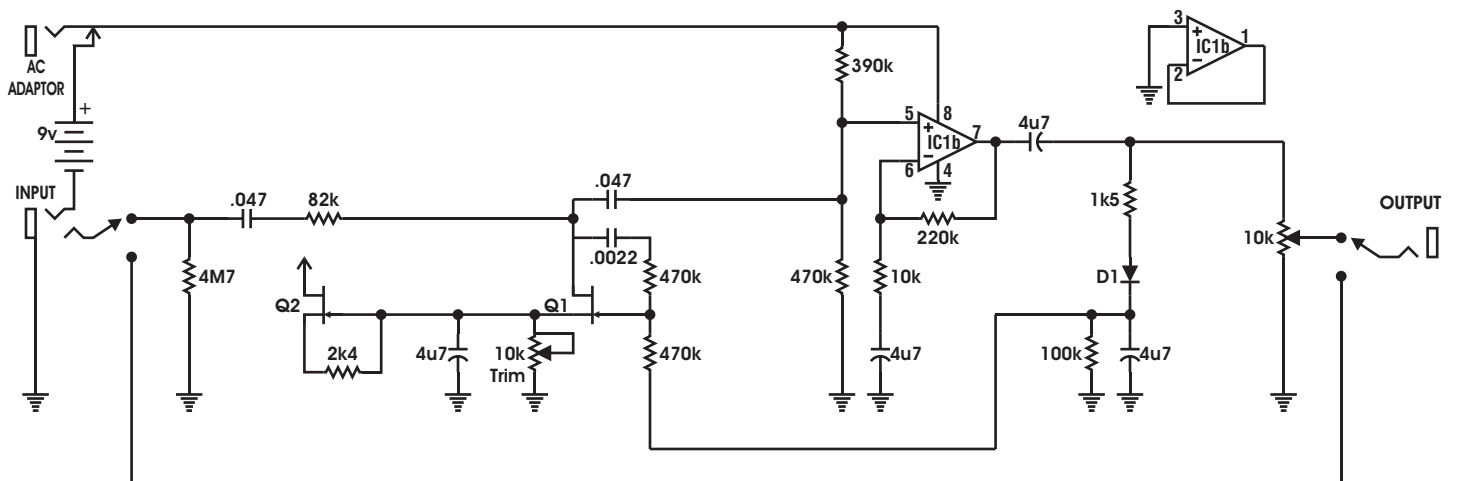 AC
ADAPTOR
+
9v
INPUT
.047
82k
4M7
Q2
2k4
4u7
10k
Trim
Q1
.047
.0022
470k
470k
390k
470k
5
6
8
7
4
+
−
IC1b
220k
10k
4u7
4u7
1k5
D1
100k
4u7
10k
OUTPUT
3
2
1
+
−
IC1b